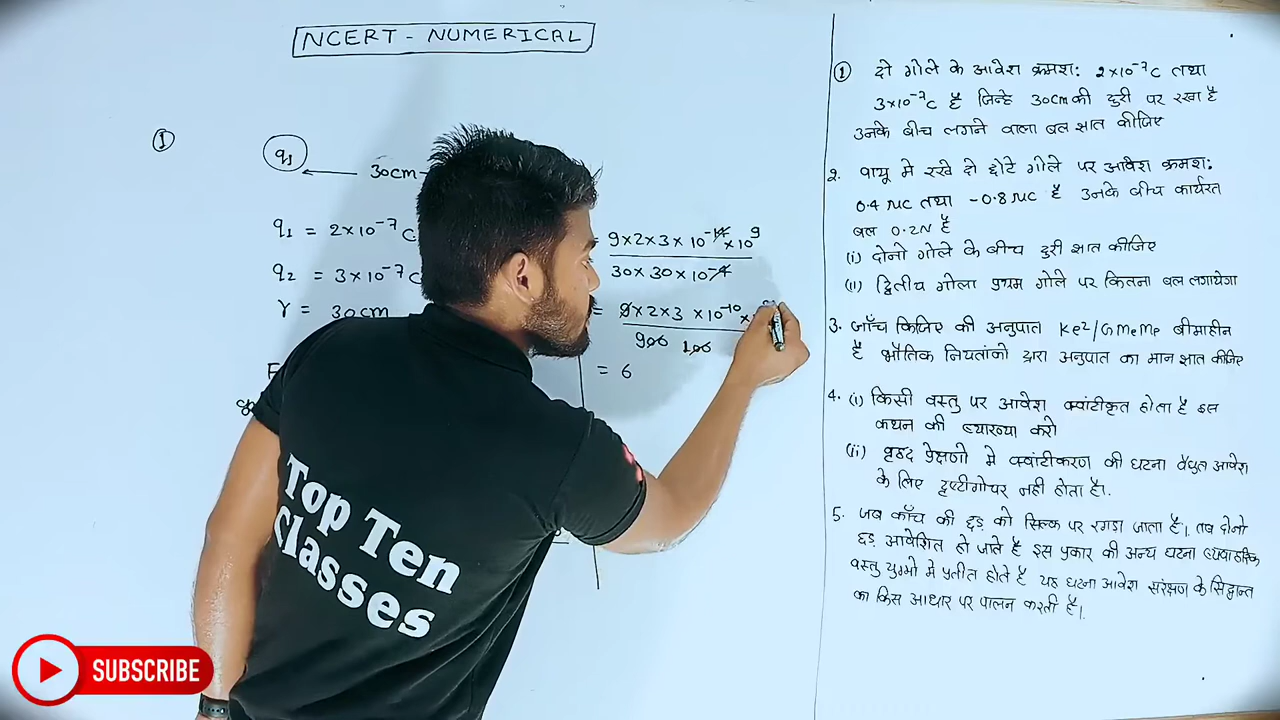 NCERT - NUMERICAL
①
q1
30cm
q1 = 2×10⁻⁷ C
q2 = 3×10⁻⁷ C
r = 30cm
F
= 9×2×3×10⁻¹⁴×10⁹
30×30×10⁻⁴
= 9×2×3×10⁻¹⁰×
900 100
= 6
① दो गोले के आवेश क्रमश: 2×10⁻⁷C तथा
3×10⁻⁷C है जिन्हे 30cm की दुरी पर रखा है
उनके बीच लगने वाला बल ज्ञात कीजिए
2. वायू मे रखे दो छोटे गोले पर आवेश क्रमश:
0.4 μC तथा -0.8 μC है उनके बीच कार्यरत
बल 0.2N है
(i) दोनो गोले के बीच दुरी ज्ञात कीजिए
(ii) द्वितीय गोला प्रथम गोले पर कितना बल लगायेगा
3. जाँच किजिए की अनुपात ke²/GMeMp बीमाहीन
है भौतिक नियतांको द्वारा अनुपात का मान ज्ञात कीजिए
4. (i) किसी वस्तु पर आवेश क्वांटीकृत होता है इस
कथन की व्याख्या करो
(ii) वृहद प्रेक्षणो मे क्वांटीकरण की घटना वैधुत आवेश
के लिए दृष्टीगोचर नही होता है।.
5. जब काँच की छड़ को सिल्क पर रगडा जाता है। तब दोनो
छड़ आवेशित हो जाते है इस प्रकार की अन्य घटना
वस्तु युग्मो मे प्रतीत होते है यह घटना आवेश संरक्षण के सिद्धान्त
का किस आधार पर पालन करती है।.
Top Ten
Classes
SUBSCRIBE